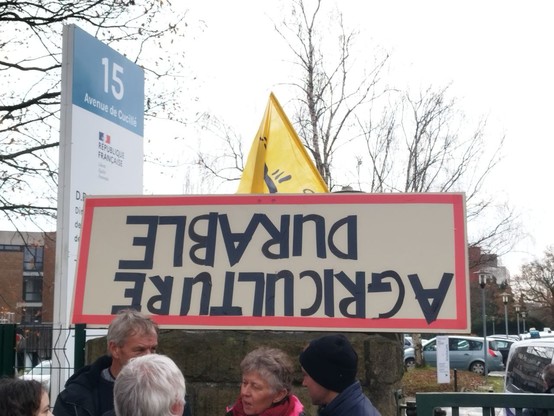 15
Avenue de Cucillé
RÉPUBLIQUE
FRANÇAISE
AGRICULTURE
DURABLE